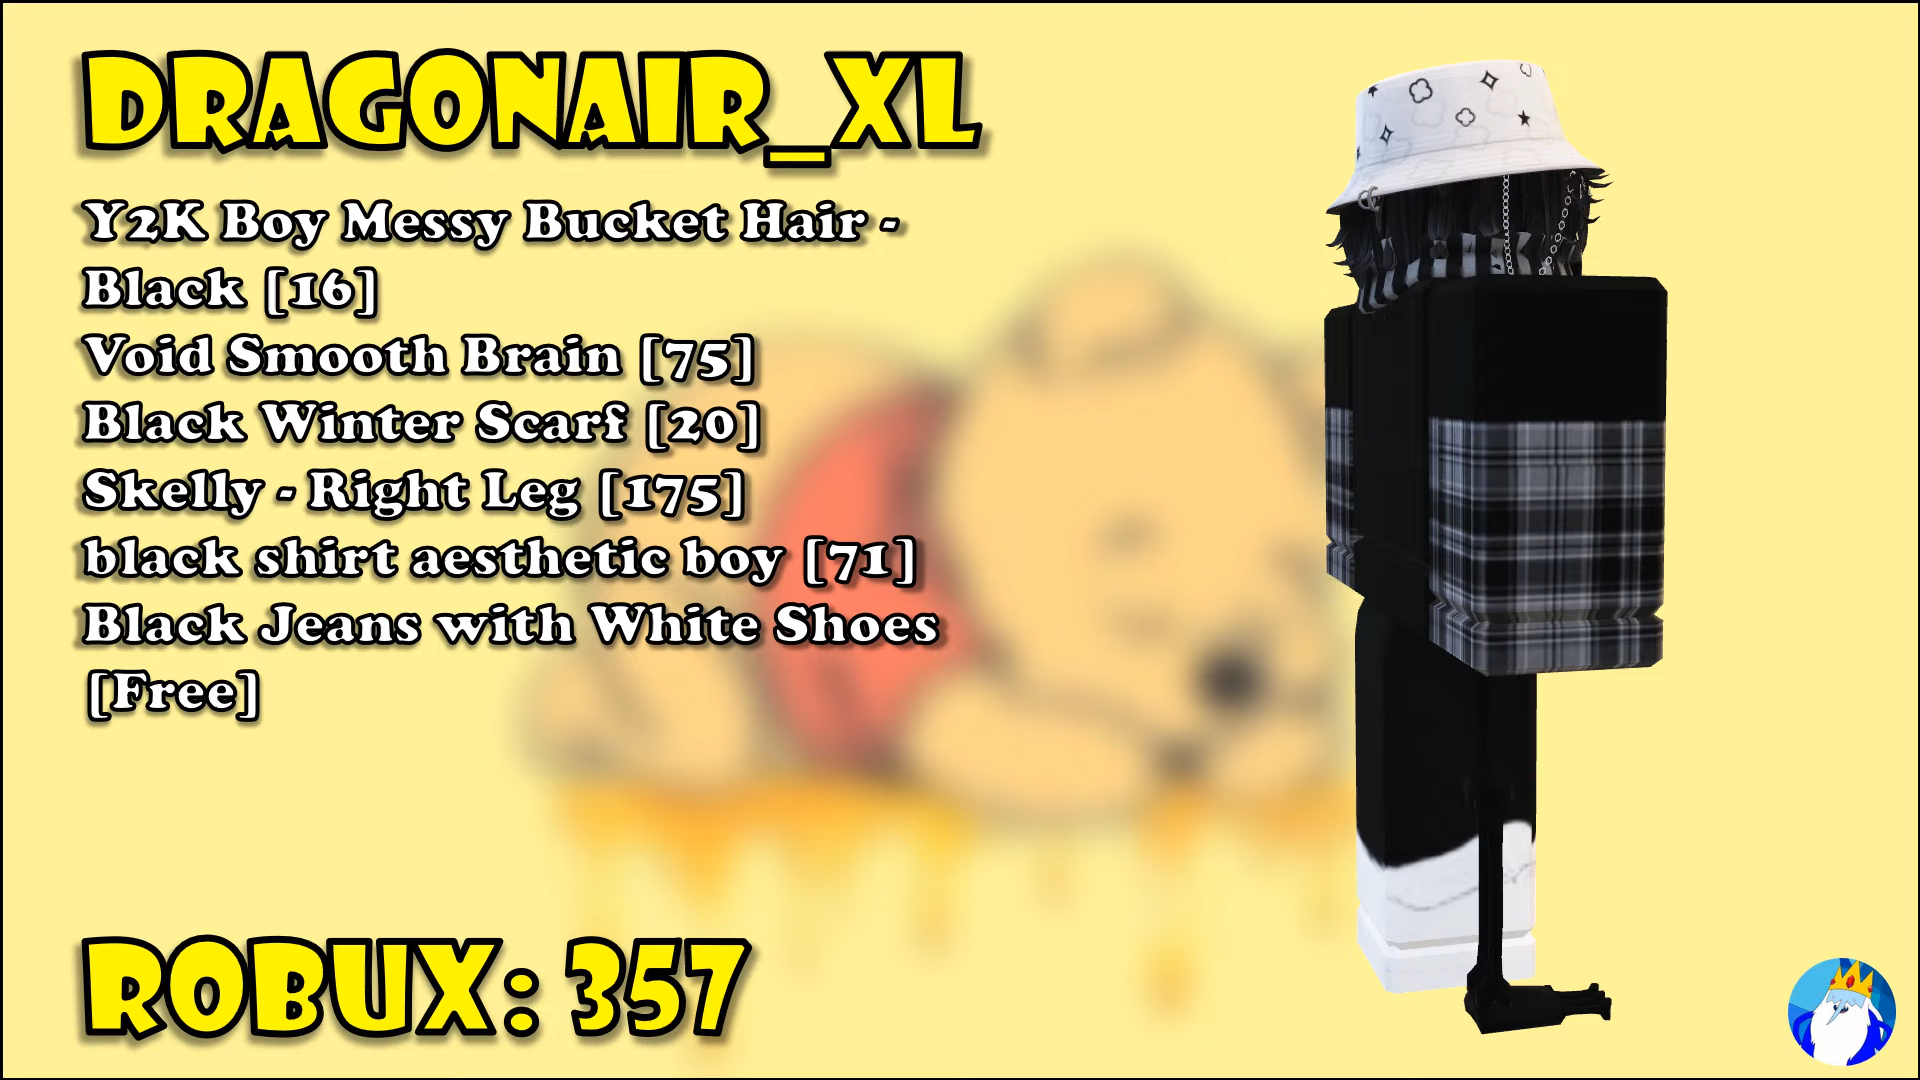 DRAGONAIR_XL
Y2K Boy Messy Bucket Hair -
Black [16]
Void Smooth Brain [75]
Black Winter Scarf [20]
Skelly - Right Leg [175]
black shirt aesthetic boy [71]
Black Jeans with White Shoes
[Free]
ROBUX: 357